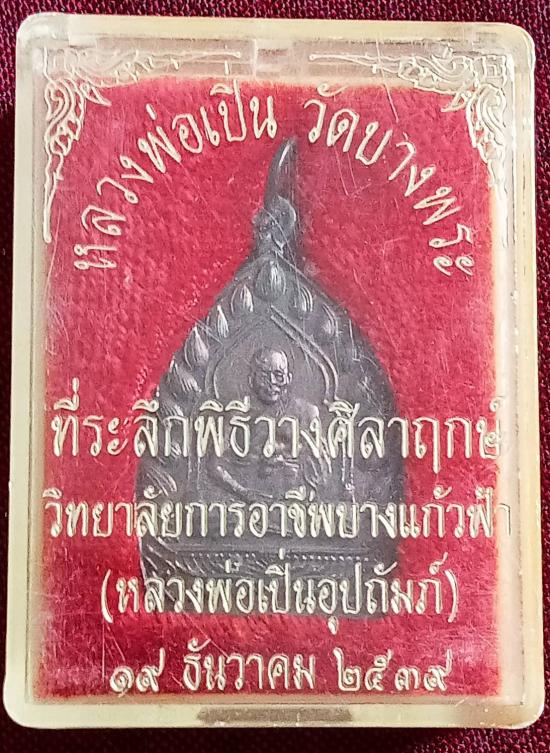 หลวงพ่อเปิ่น วัดบางพระ
ที่ระลึกพิธีวางศิลาฤกษ์
วิทยาลัยการอาชีพบางแก้วฟ้า
(หลวงพ่อเปิ่นอุปถัมภ์)
๑๙ ธันวาคม ๒๕๓๙